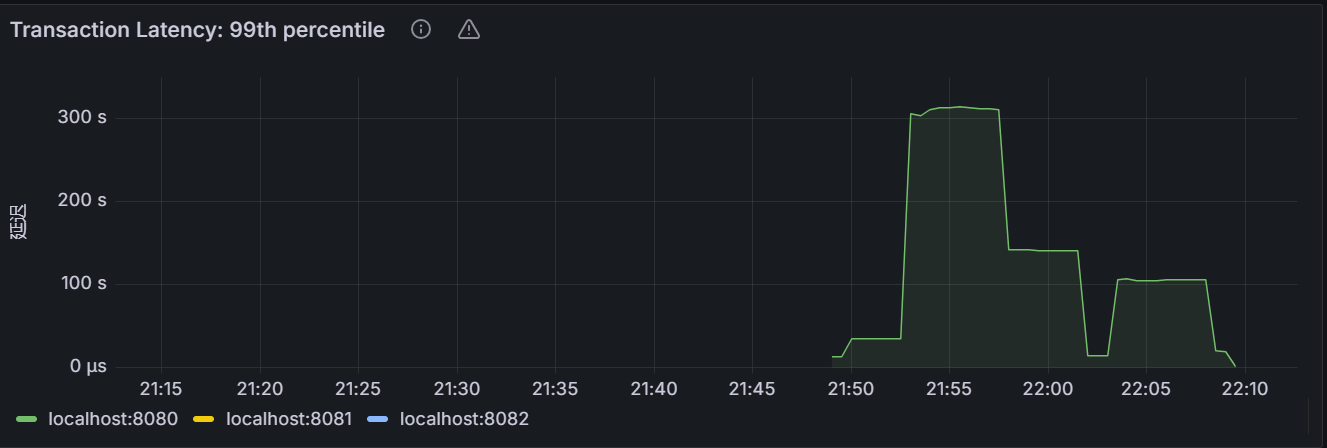 Transaction Latency: 99th percentile
300 s
200 s
100 s
0 µs
延迟
21:15 21:20 21:25 21:30 21:35 21:40 21:45 21:50 21:55 22:00 22:05 22:10
localhost:8080 localhost:8081 localhost:8082